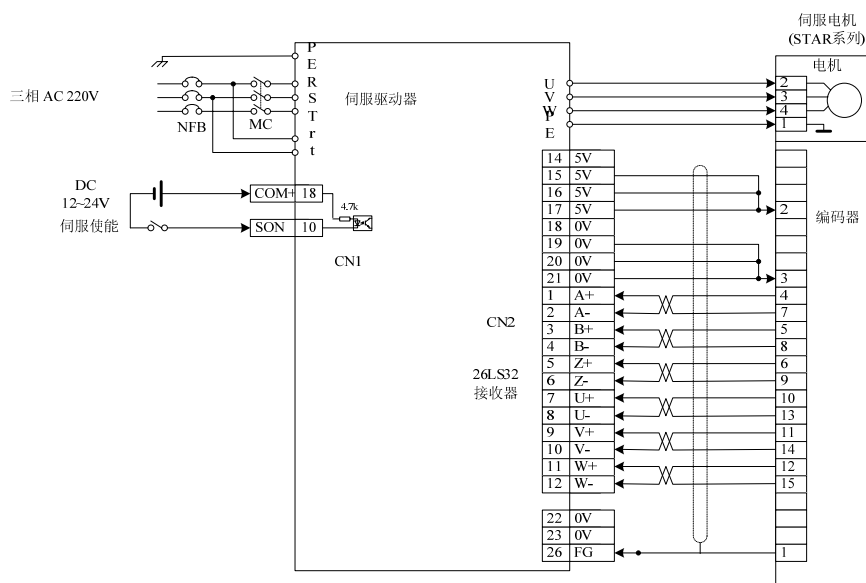 伺服电机
(STAR系列)
电机
三相 AC 220V
NFB
MC
P
E
R
S
T
r
t
伺服驱动器
U
V
W
P
E
2
3
4
1
DC
12~24V
伺服使能
COM+ 18
SON 10
4.7k
CN1
CN2
26LS32
接收器
编码器
14 5V
15 5V
16 5V
17 5V 2
18 0V
19 0V
20 0V
21 0V 3
1 A+ 4
2 A- 7
3 B+ 5
4 B- 8
5 Z+ 6
6 Z- 9
7 U+ 10
8 U- 13
9 V+ 11
10 V- 14
11 W+ 12
12 W- 15
22 0V
23 0V
26 FG 1